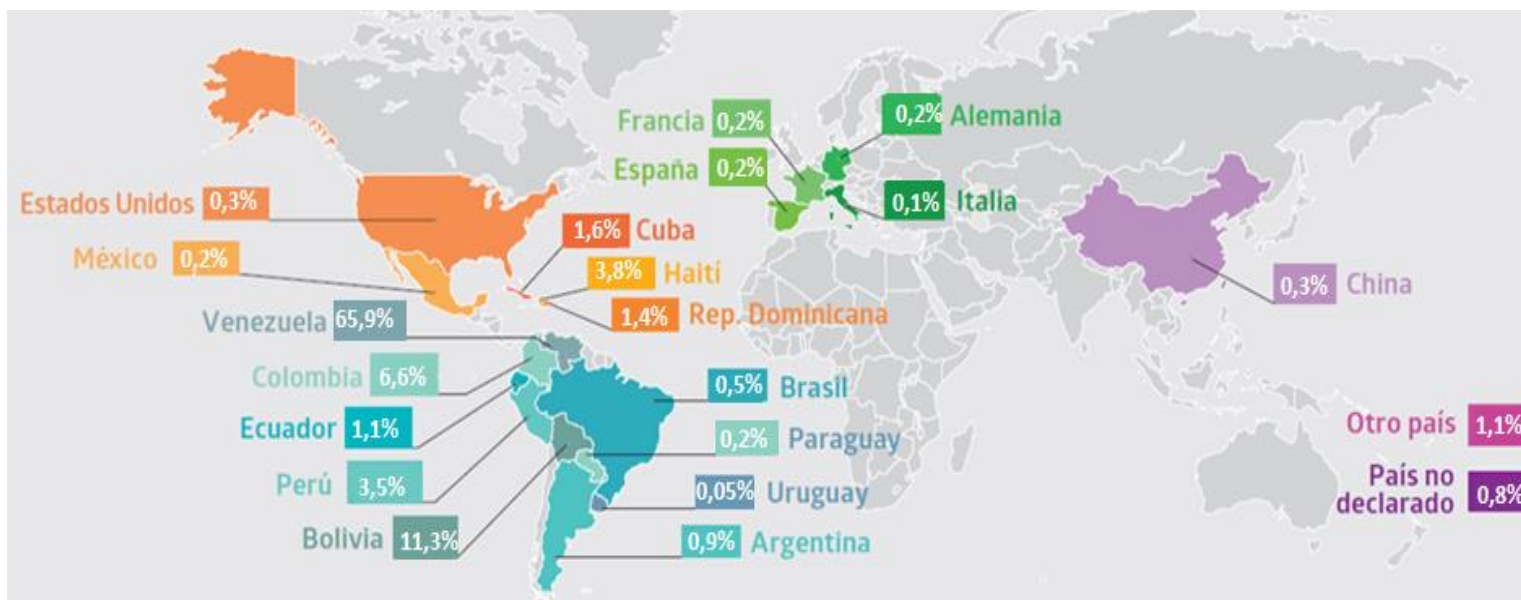 Francia 0,2%
0,2% Alemania
España 0,2%
0,1% Italia
Estados Unidos 0,3%
1,6% Cuba
México 0,2%
3,8% Haití
0,3% China
Venezuela 65,9%
1,4% Rep. Dominicana
Colombia 6,6%
0,5% Brasil
Ecuador 1,1%
0,2% Paraguay
Otro país 1,1%
Perú 3,5%
0,05% Uruguay
País no
declarado 0,8%
Bolivia 11,3%
0,9% Argentina